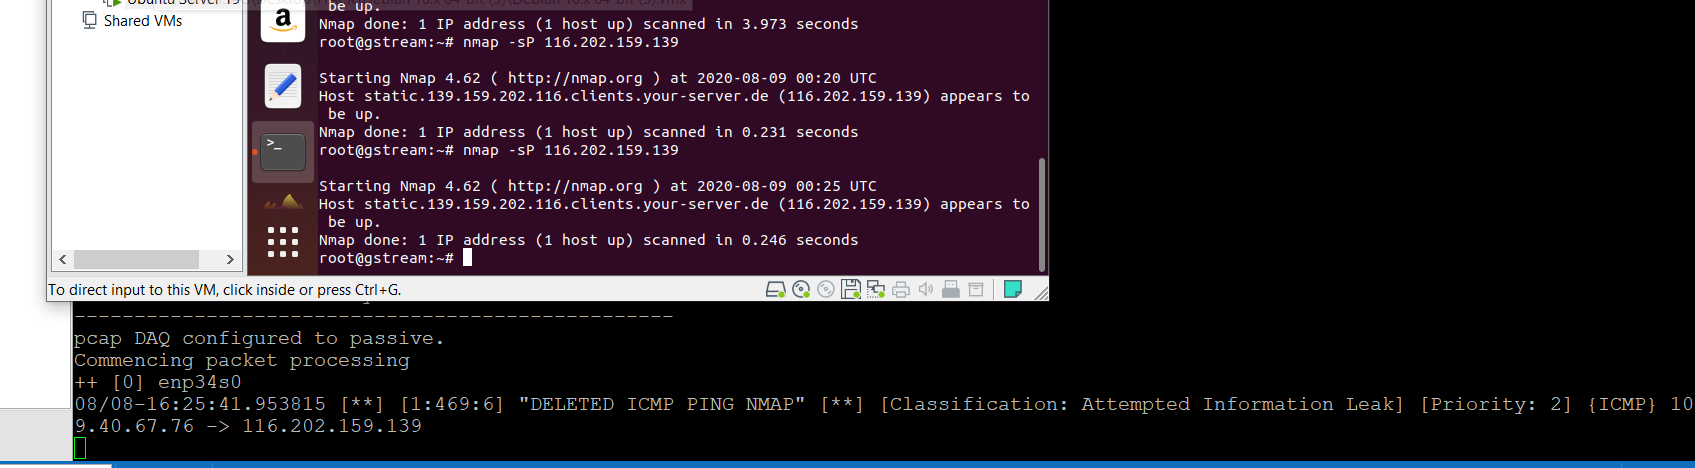 Ubuntu Server 19
Shared VMs
be up.
Nmap done: 1 IP address (1 host up) scanned in 3.973 seconds
root@gstream:~# nmap -sP 116.202.159.139
Starting Nmap 4.62 ( http://nmap.org ) at 2020-08-09 00:20 UTC
Host static.139.159.202.116.clients.your-server.de (116.202.159.139) appears to
be up.
Nmap done: 1 IP address (1 host up) scanned in 0.231 seconds
root@gstream:~# nmap -sP 116.202.159.139
Starting Nmap 4.62 ( http://nmap.org ) at 2020-08-09 00:25 UTC
Host static.139.159.202.116.clients.your-server.de (116.202.159.139) appears to
be up.
Nmap done: 1 IP address (1 host up) scanned in 0.246 seconds
root@gstream:~#
To direct input to this VM, click inside or press Ctrl+G.
--------------------------------------------------
pcap DAQ configured to passive.
Commencing packet processing
++ [0] enp34s0
08/08-16:25:41.953815 [**] [1:469:6] "DELETED ICMP PING NMAP" [**] [Classification: Attempted Information Leak] [Priority: 2] {ICMP} 10
9.40.67.76 -> 116.202.159.139